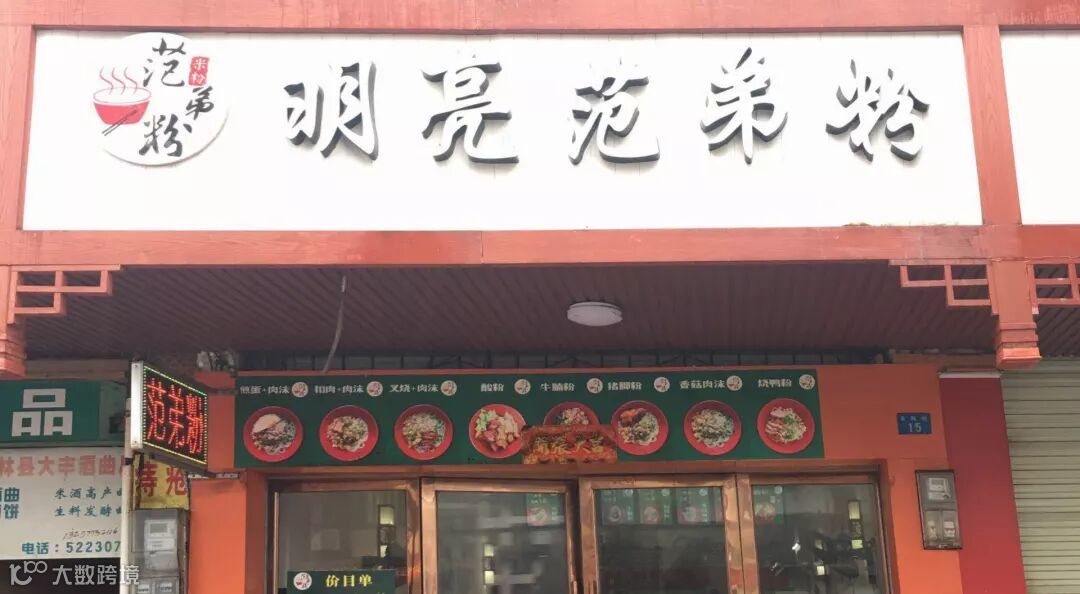 范弟粉
米粉
明亮范弟粉
煎蛋+肉沫 扣肉+肉沫 叉烧+肉沫 酸粉 牛腩粉 猪脚粉 香菇肉沫 烧鸭粉
范弟粉
15
品
林县大丰酒曲
酒曲
米酒高产
饼
生料发酵
电话:522307
价目单
大数跨境